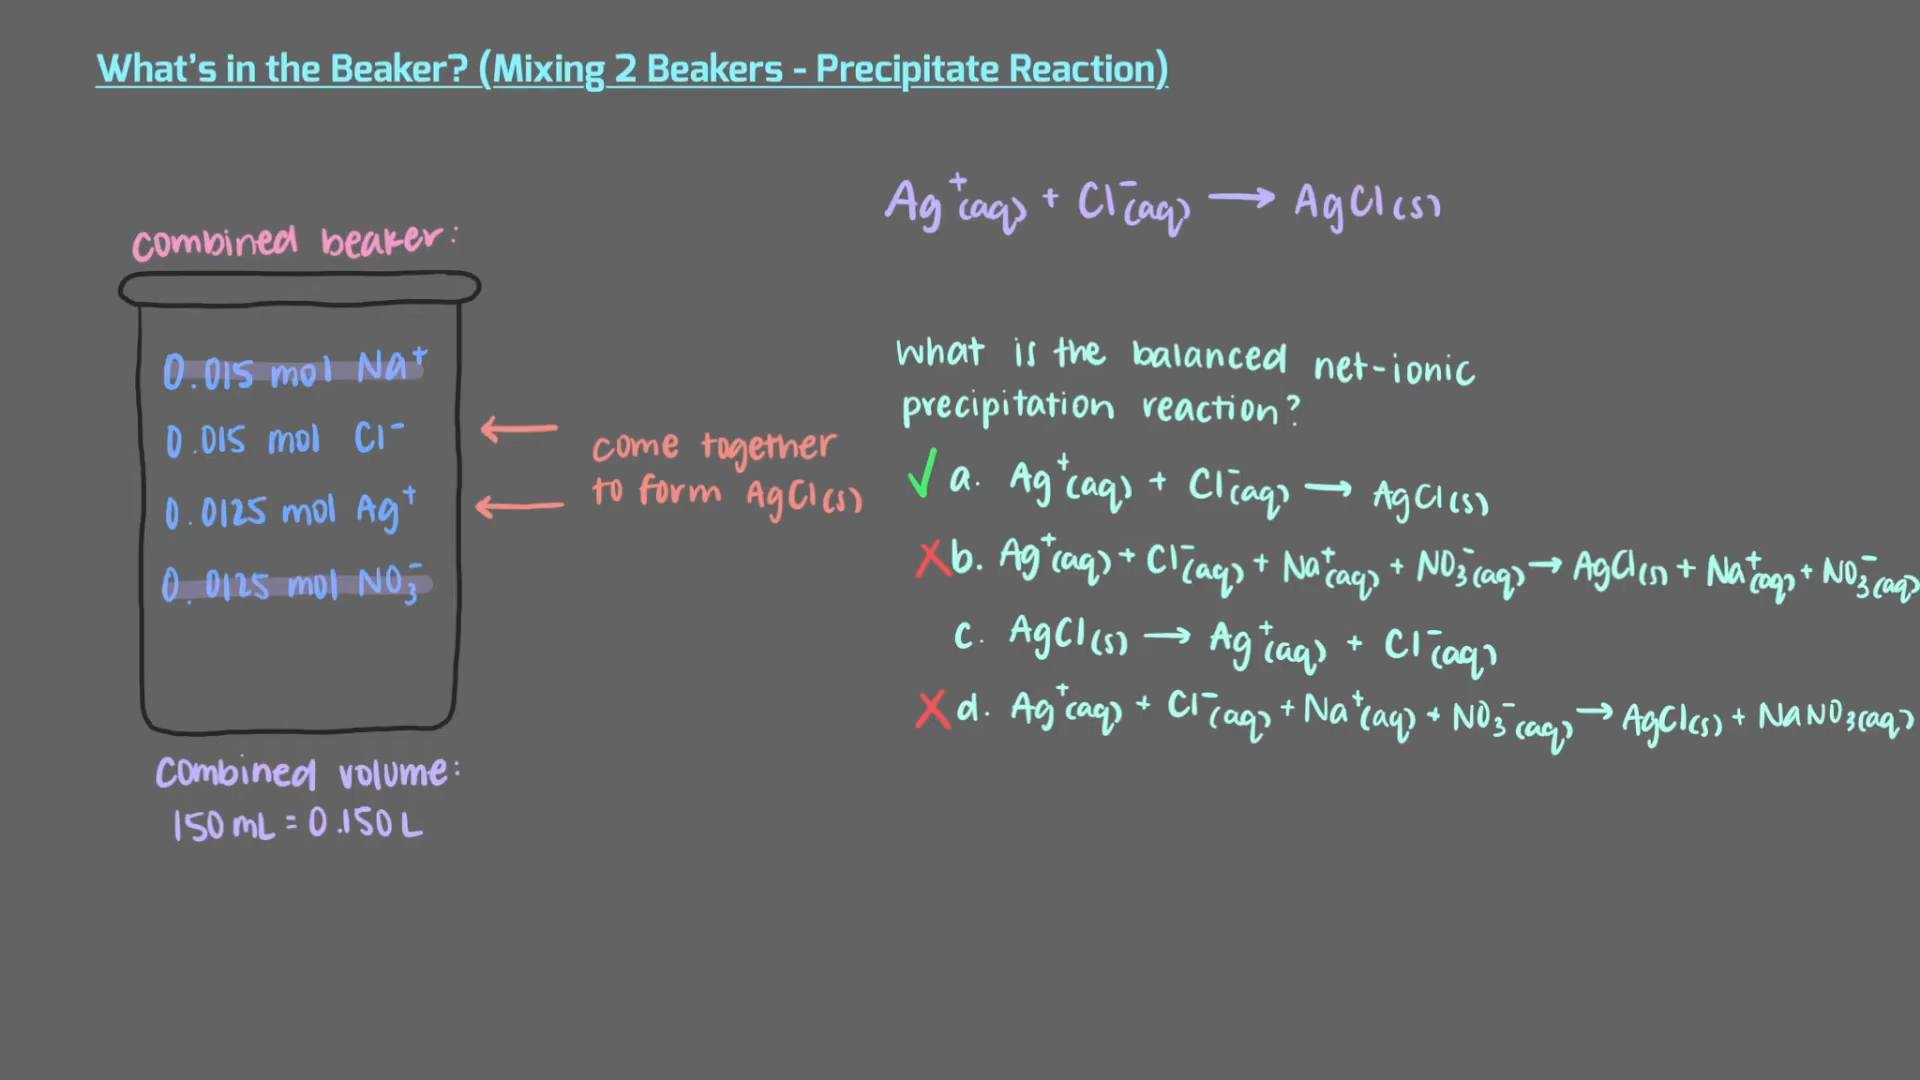 What's in the Beaker? (Mixing 2 Beakers - Precipitate Reaction)
combined beaker:
0.015 mol Na⁺
0.015 mol Cl⁻
0.0125 mol Ag⁺
0.0125 mol NO₃⁻
combined volume:
150 mL = 0.150 L
come together
to form AgCl(s)
Ag⁺(aq) + Cl⁻(aq) → AgCl(s)
what is the balanced net-ionic
precipitation reaction?
✓ a. Ag⁺(aq) + Cl⁻(aq) → AgCl(s)
X b. Ag⁺(aq) + Cl⁻(aq) + Na⁺(aq) + NO₃⁻(aq) → AgCl(s) + Na⁺(aq) + NO₃⁻(aq)
c. AgCl(s) → Ag⁺(aq) + Cl⁻(aq)
X d. Ag⁺(aq) + Cl⁻(aq) + Na⁺(aq) + NO₃⁻(aq) → AgCl(s) + NaNO₃(aq)